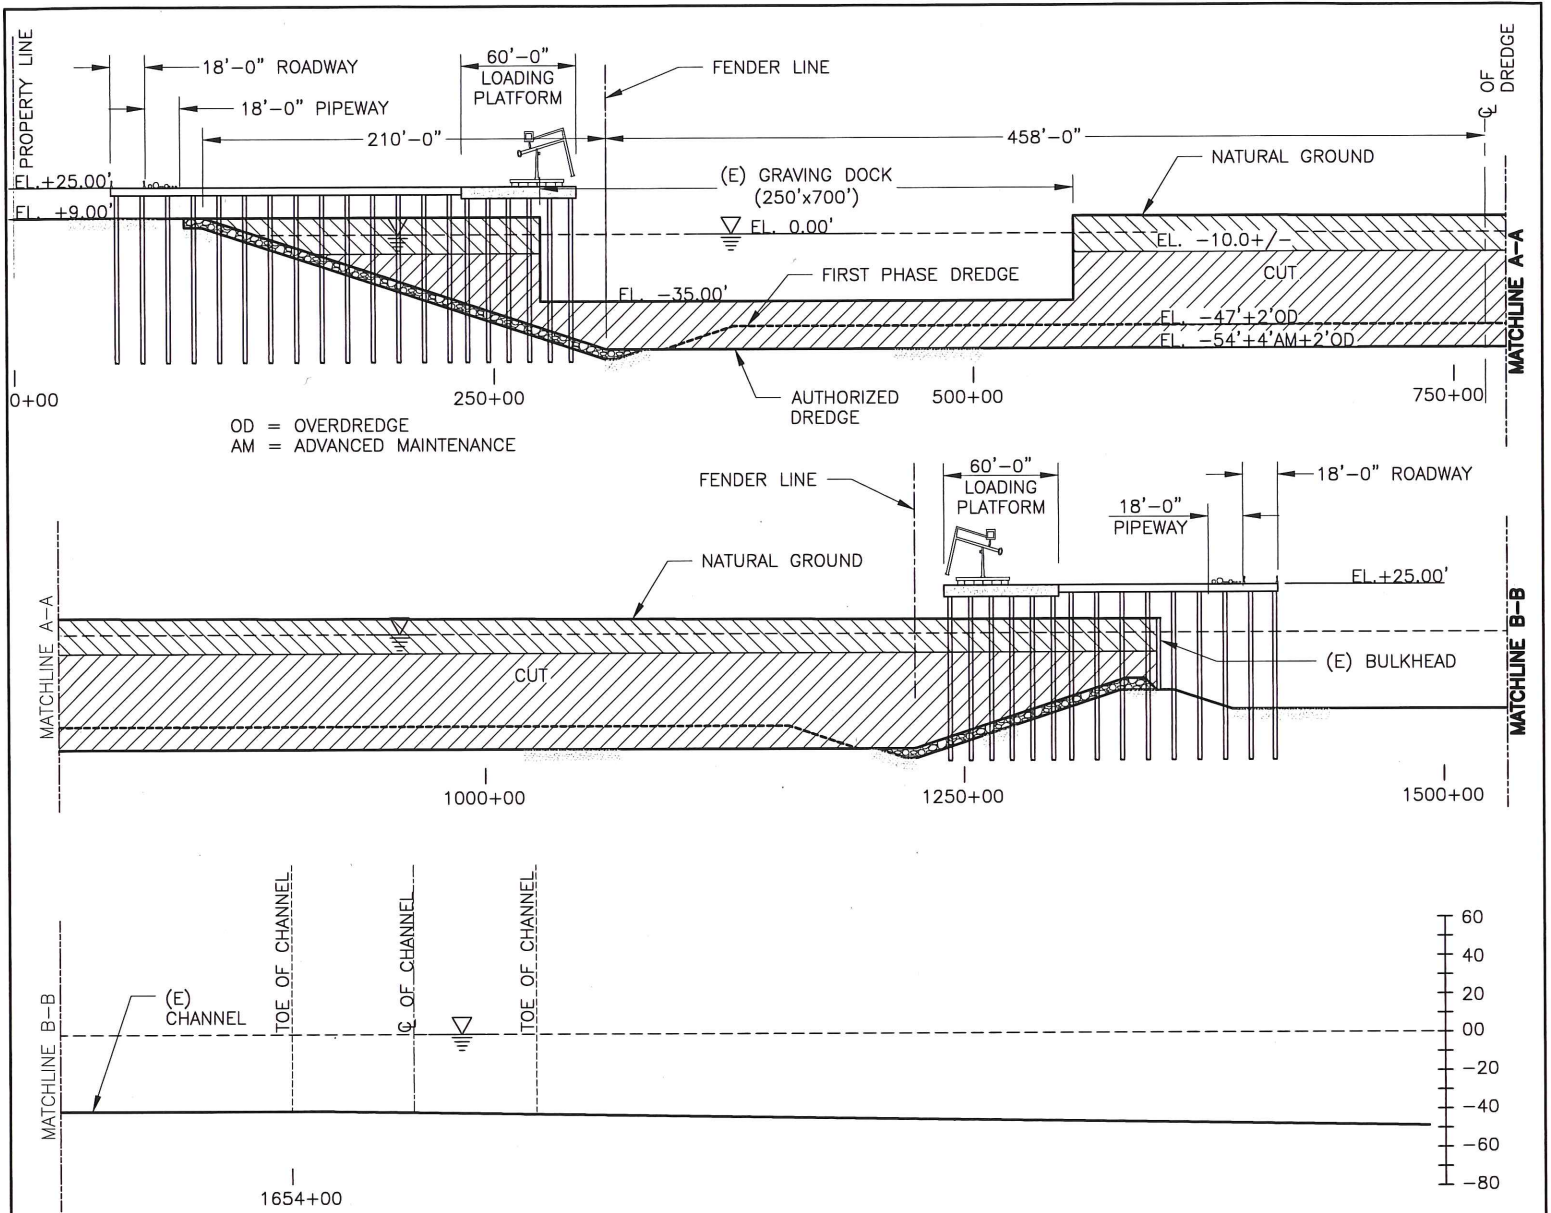 PROPERTY LINE
18'-0" ROADWAY
18'-0" PIPEWAY
60'-0"
LOADING
PLATFORM
FENDER LINE
℄ OF
DREDGE
210'-0"
458'-0"
NATURAL GROUND
(E) GRAVING DOCK
(250'x700')
EL.+25.00'
EL. +9.00'
EL. 0.00'
EL. -10.0+/-
CUT
FIRST PHASE DREDGE
EL. -35.00'
EL. -47'+2'OD
EL. -54'+4'AM+2'OD
MATCHLINE A-A
0+00
250+00
AUTHORIZED
DREDGE
500+00
750+00
OD = OVERDREDGE
AM = ADVANCED MAINTENANCE
FENDER LINE
60'-0"
LOADING
PLATFORM
18'-0" ROADWAY
18'-0"
PIPEWAY
NATURAL GROUND
EL.+25.00'
MATCHLINE A-A
CUT
(E) BULKHEAD
MATCHLINE B-B
1000+00
1250+00
1500+00
MATCHLINE B-B
(E)
CHANNEL
TOE OF CHANNEL
℄ OF CHANNEL
TOE OF CHANNEL
60
40
20
00
-20
-40
-60
-80
1654+00